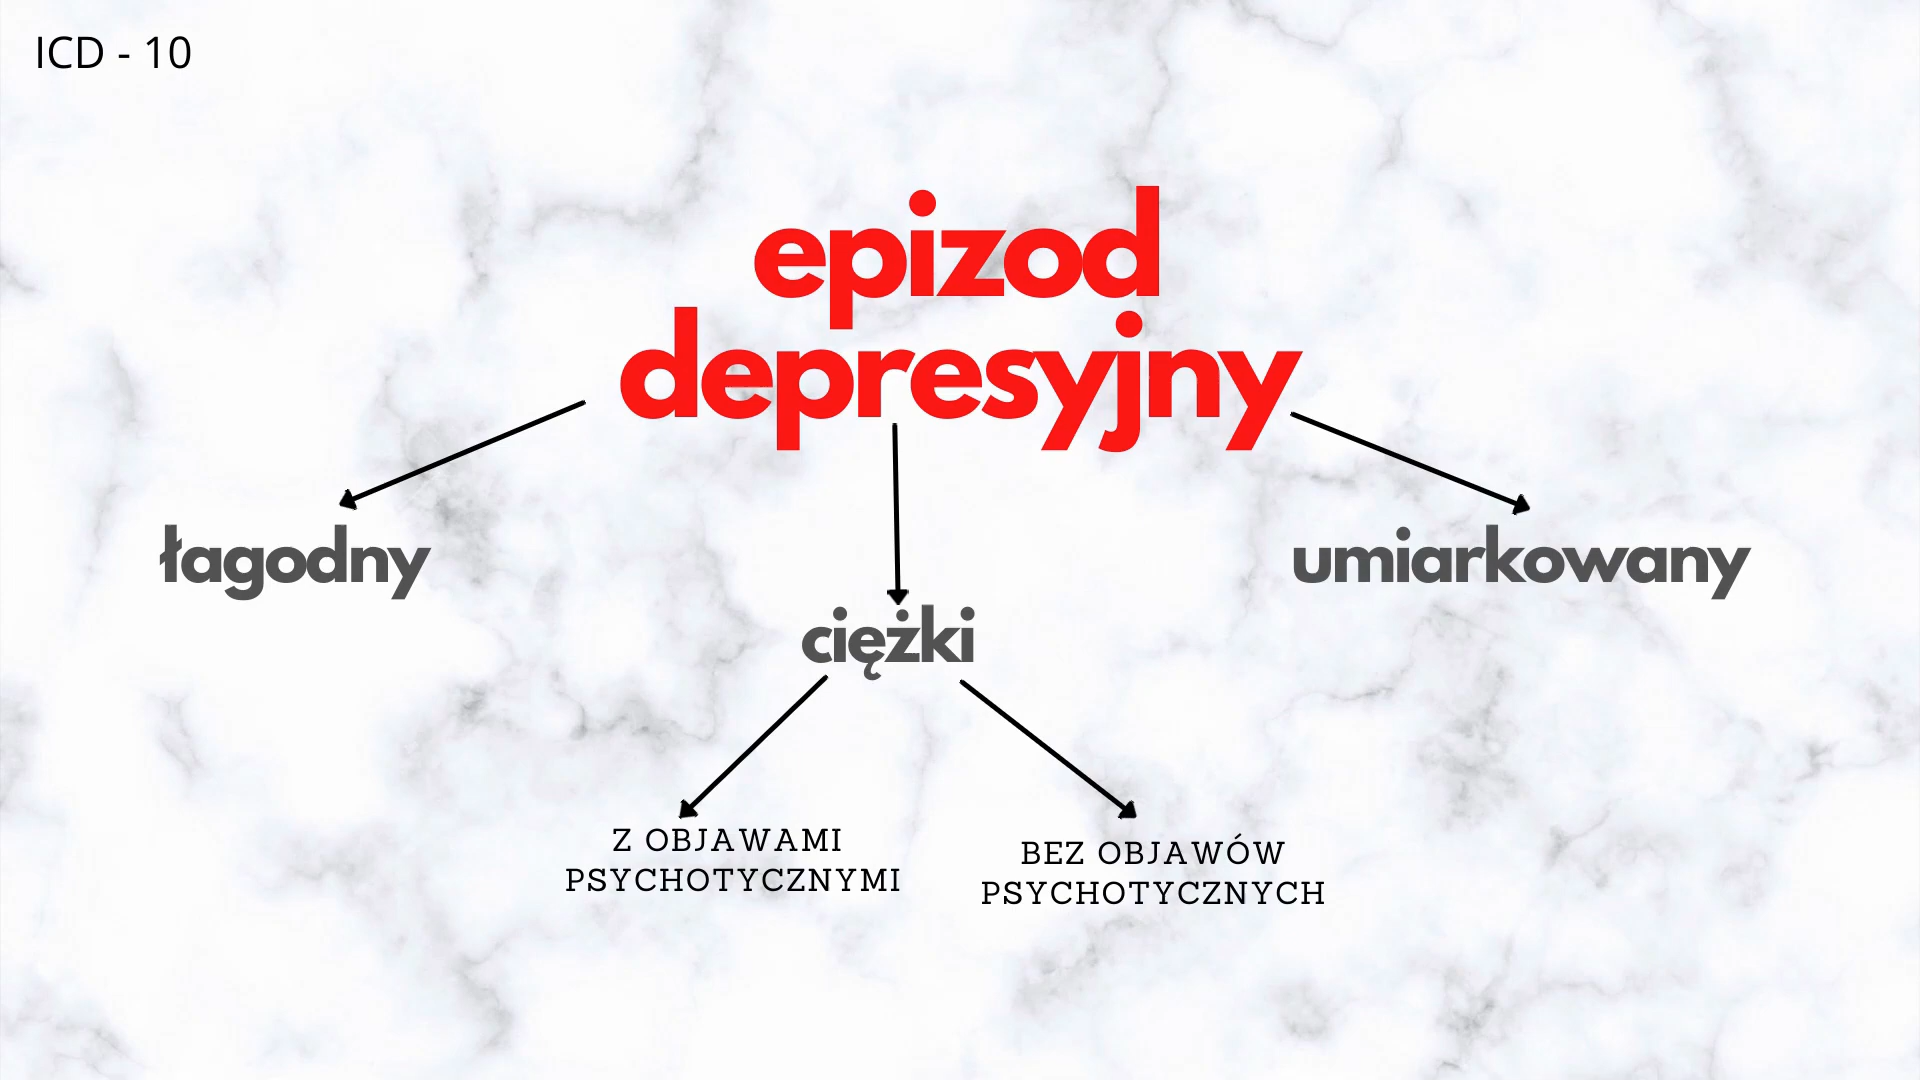 ICD - 10
epizod
depresyjny
łagodny
umiarkowany
ciężki
Z OBJAWAMI
PSYCHOTYCZNYMI
BEZ OBJAWÓW
PSYCHOTYCZNYCH